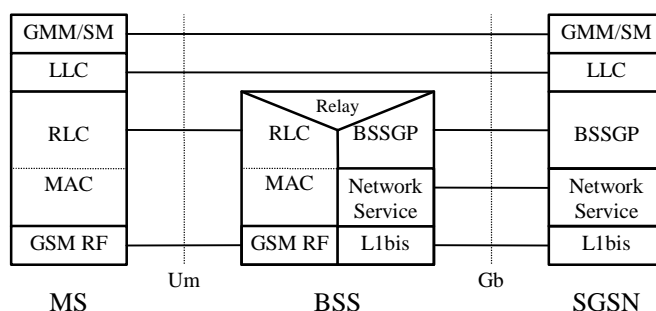 GMM/SM GMM/SM
LLC LLC
Relay
RLC RLC BSSGP BSSGP
MAC MAC Network Service Network Service
GSM RF GSM RF L1bis L1bis
Um Gb
MS BSS SGSN